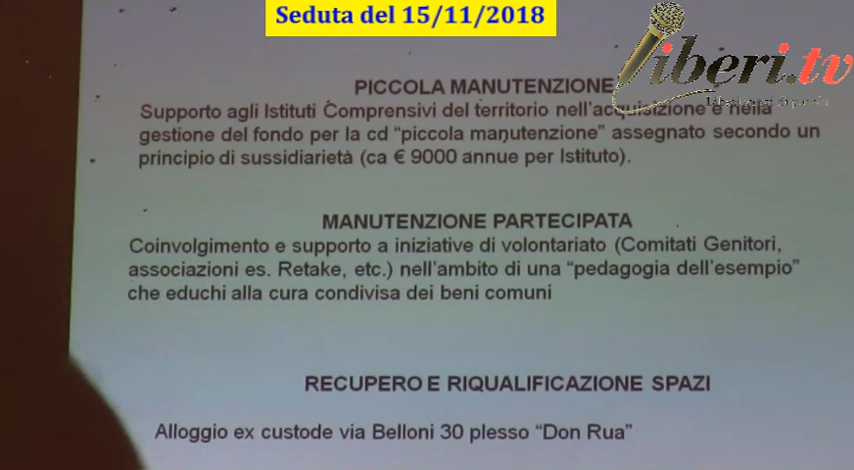 Seduta del 15/11/2018
liberi.tv
PICCOLA MANUTENZIONE
Supporto agli Istituti Comprensivi del territorio nell'acquisizione e nella
gestione del fondo per la cd “piccola manutenzione” assegnato secondo un
principio di sussidiarietà (ca € 9000 annue per Istituto).
MANUTENZIONE PARTECIPATA
Coinvolgimento e supporto a iniziative di volontariato (Comitati Genitori,
associazioni es. Retake, etc.) nell'ambito di una “pedagogia dell'esempio”
che educhi alla cura condivisa dei beni comuni
RECUPERO E RIQUALIFICAZIONE SPAZI
Alloggio ex custode via Belloni 30 plesso “Don Rua”